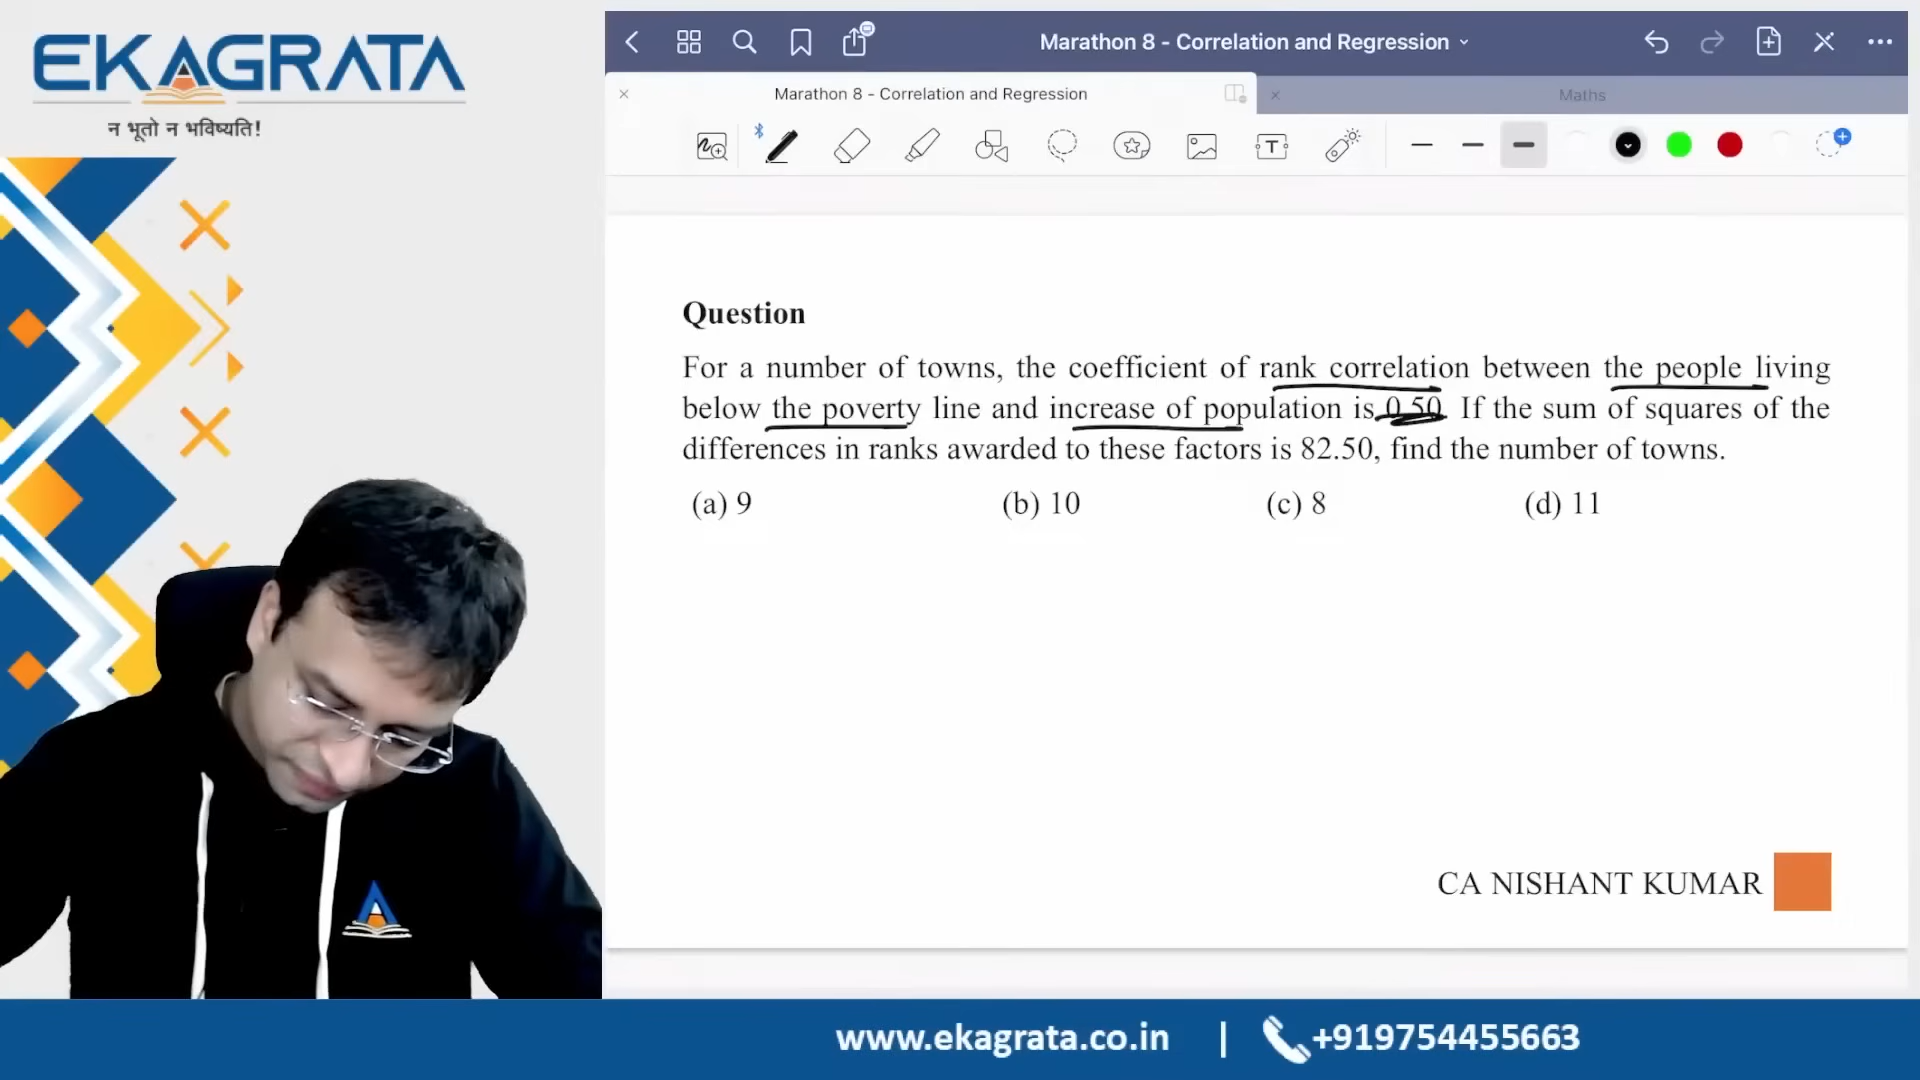 EKAGRATA
न भूतो न भविष्यति!
Marathon 8 - Correlation and Regression
Marathon 8 - Correlation and Regression
Maths
Question
For a number of towns, the coefficient of rank correlation between the people living
below the poverty line and increase of population is 0.50. If the sum of squares of the
differences in ranks awarded to these factors is 82.50, find the number of towns.
(a) 9 (b) 10 (c) 8 (d) 11
CA NISHANT KUMAR
www.ekagrata.co.in | +919754455663